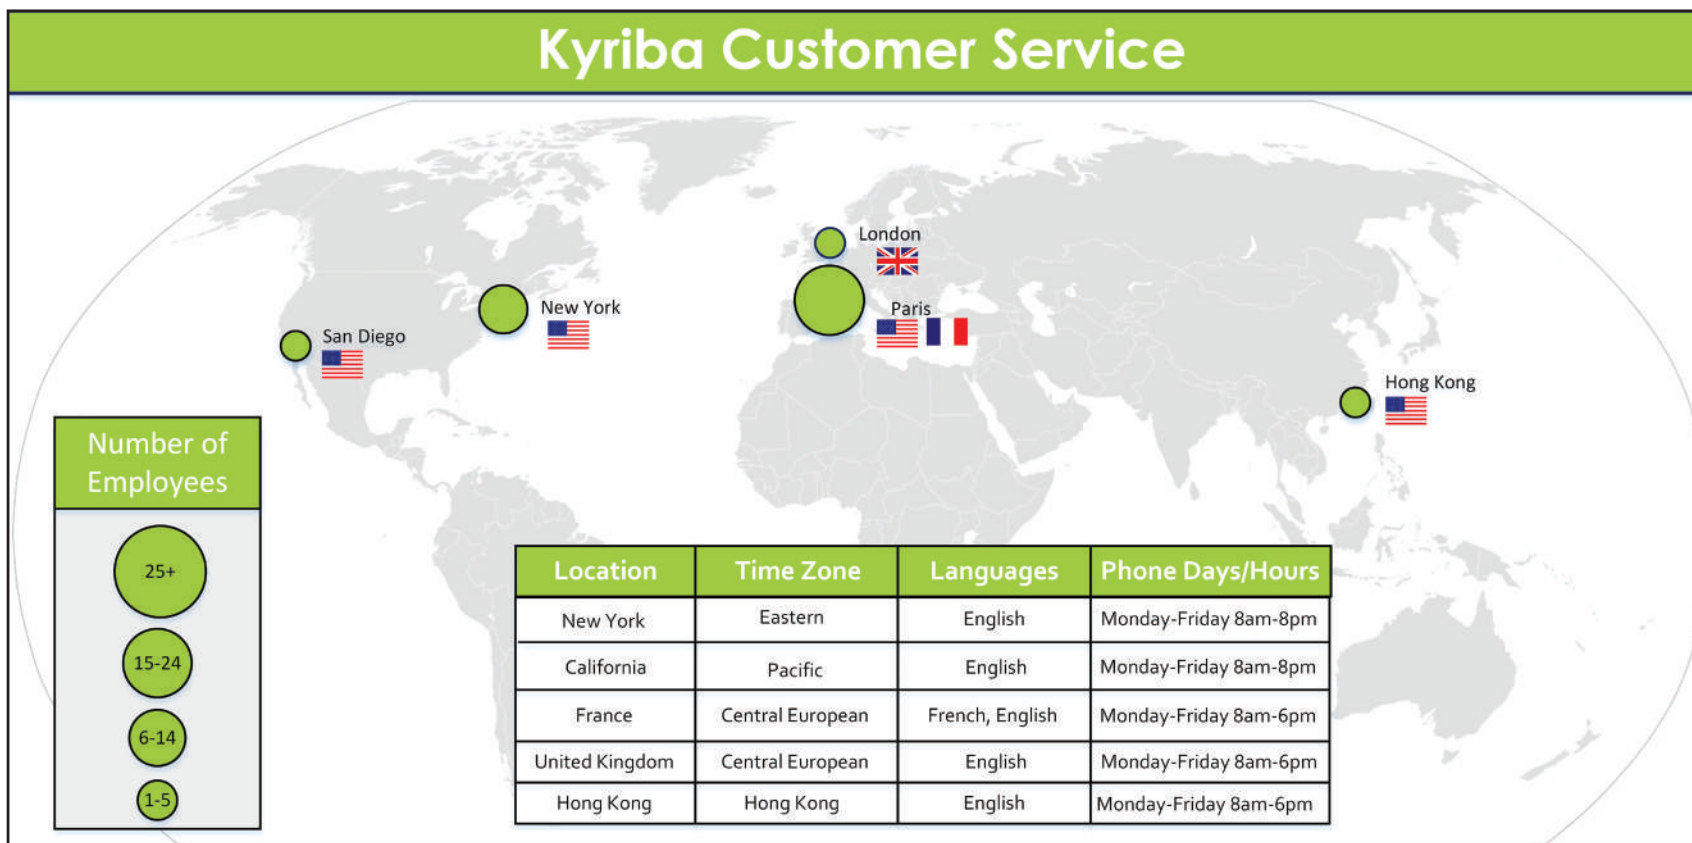 Kyriba Customer Service
London
New York
Paris
San Diego
Hong Kong
Number of
Employees
25+
15-24
6-14
1-5
Location Time Zone Languages Phone Days/Hours
New York Eastern English Monday-Friday 8am-8pm
California Pacific English Monday-Friday 8am-8pm
France Central European French, English Monday-Friday 8am-6pm
United Kingdom Central European English Monday-Friday 8am-6pm
Hong Kong Hong Kong English Monday-Friday 8am-6pm